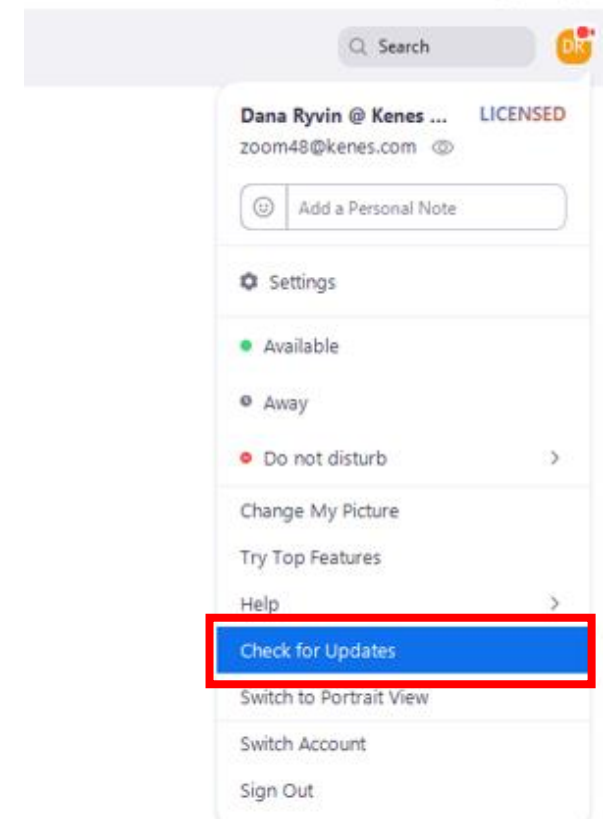 Search
DR
Dana Ryvin @ Kenes ... LICENSED
zoom48@kenes.com
Add a Personal Note
Settings
Available
Away
Do not disturb
Change My Picture
Try Top Features
Help
Check for Updates
Switch to Portrait View
Switch Account
Sign Out